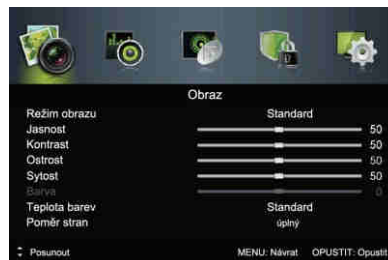 Obraz
Režim obrazu Standard
Jasnost 50
Kontrast 50
Ostrost 50
Sytost 50
Barva 0
Teplota barev Standard
Poměr stran úplný
Posunout MENU: Návrat OPUSTIT: Opustit